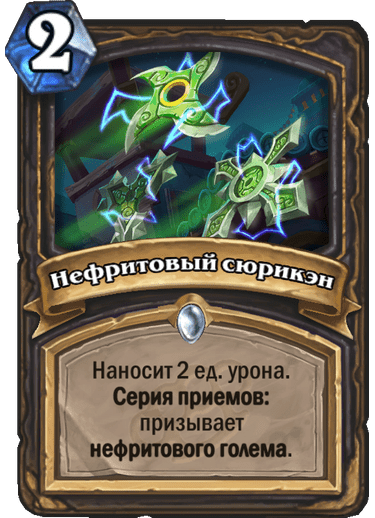 2
Нефритовый сюрикэн
Наносит 2 ед. урона.
Серия приемов:
призывает
нефритового голема.